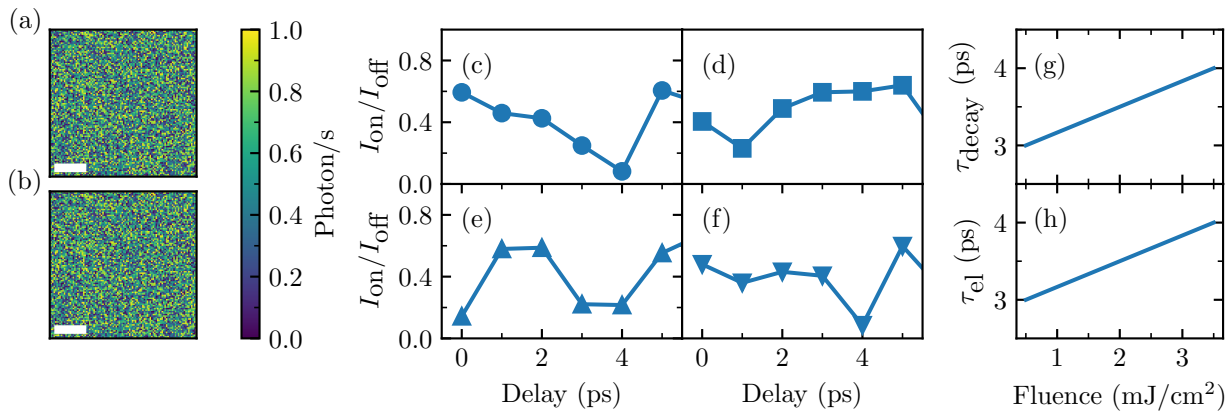 (a)
(b)
1.0
0.8
0.6
0.4
0.2
0.0
Photon/s
(c)
(d)
0.8
0.4
0.0
I_on/I_off
(e)
(f)
0.8
0.4
0.0
I_on/I_off
0 2 4
0 2 4
Delay (ps)
Delay (ps)
(g)
4
3
τ_decay (ps)
(h)
4
3
τ_el (ps)
1 2 3
Fluence (mJ/cm²)